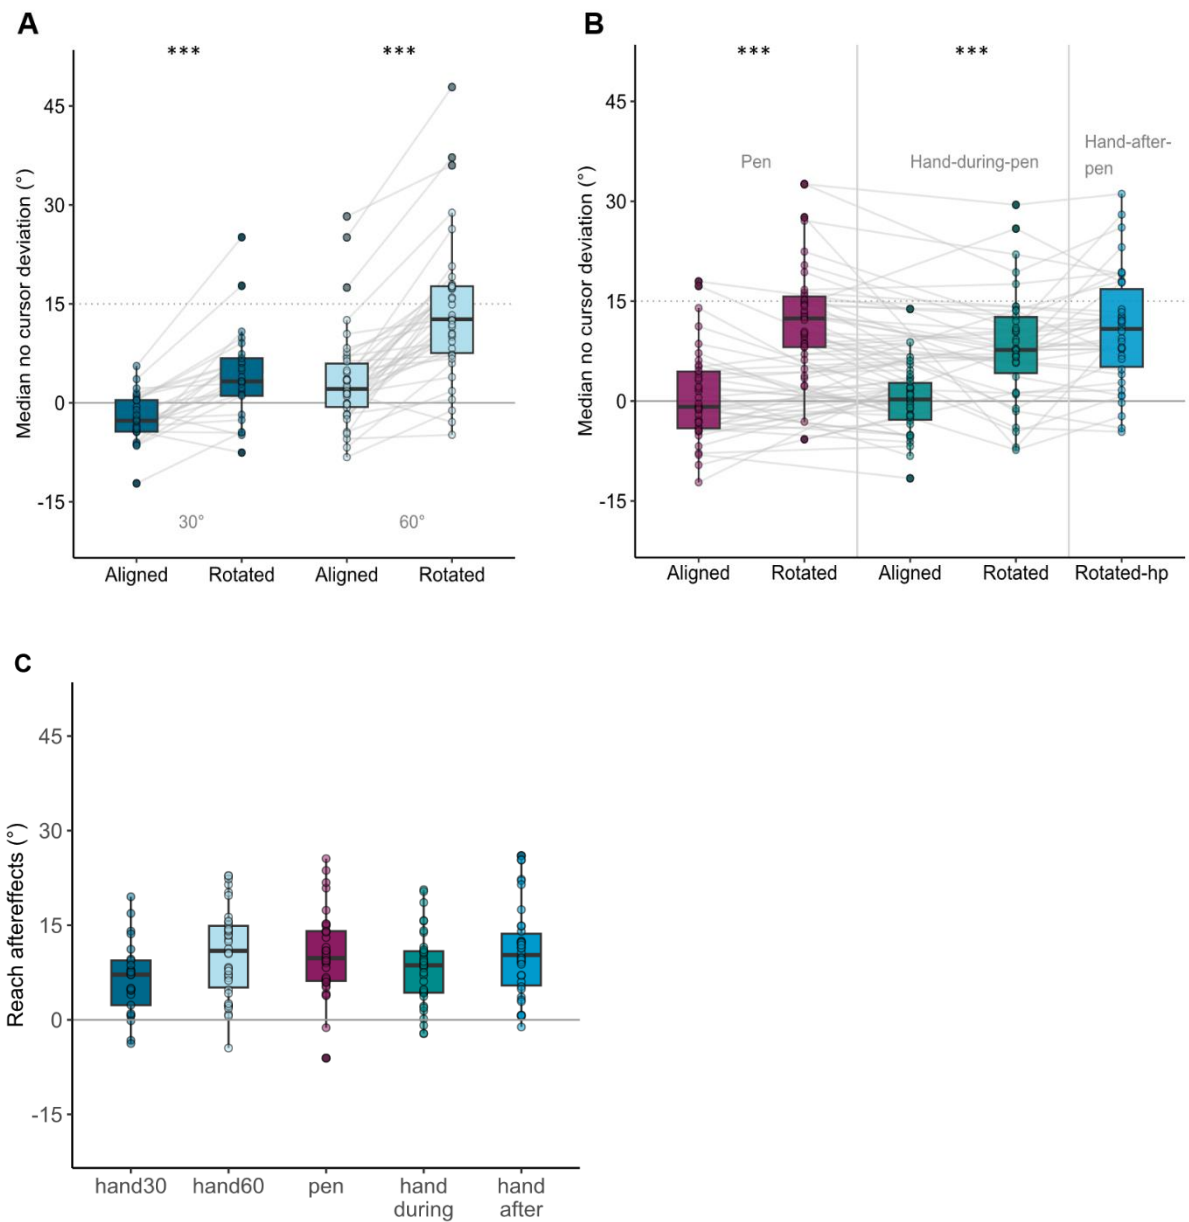 A
***
***
Median no cursor deviation (°)
45
30
15
0
-15
30°
60°
Aligned
Rotated
Aligned
Rotated
B
***
***
Median no cursor deviation (°)
45
30
15
0
-15
Pen
Hand-during-pen
Hand-after-
pen
Aligned
Rotated
Aligned
Rotated
Rotated-hp
C
Reach aftereffects (°)
45
30
15
0
-15
hand30
hand60
pen
hand
during
hand
after